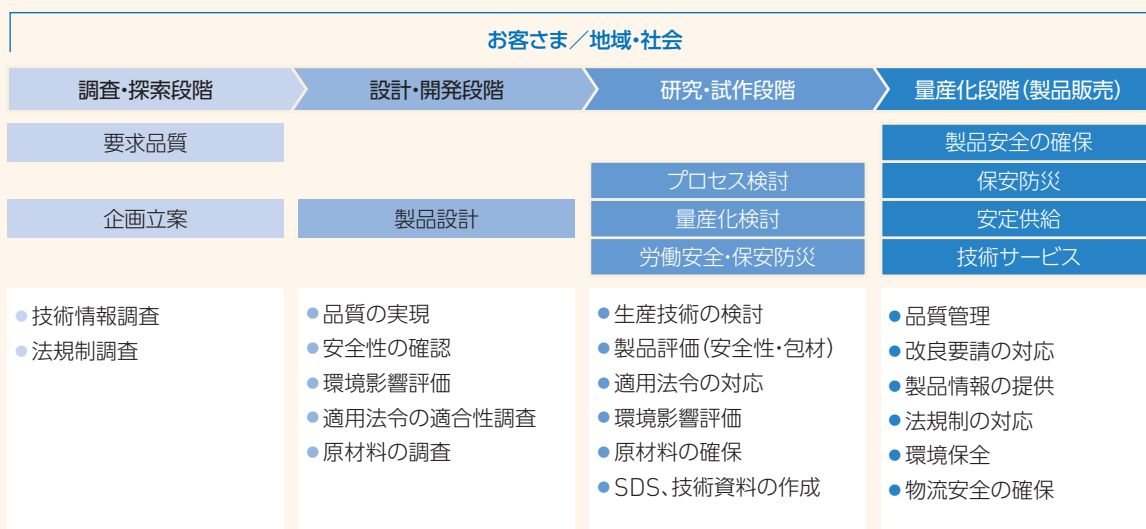 お客さま／地域・社会
調査・探索段階
設計・開発段階
研究・試作段階
量産化段階(製品販売)
要求品質
企画立案
製品設計
プロセス検討
量産化検討
労働安全・保安防災
製品安全の確保
保安防災
安定供給
技術サービス
●技術情報調査
●法規制調査
●品質の実現
●安全性の確認
●環境影響評価
●適用法令の適合性調査
●原材料の調査
●生産技術の検討
●製品評価(安全性・包材)
●適用法令の対応
●環境影響評価
●原材料の確保
●SDS、技術資料の作成
●品質管理
●改良要請の対応
●製品情報の提供
●法規制の対応
●環境保全
●物流安全の確保